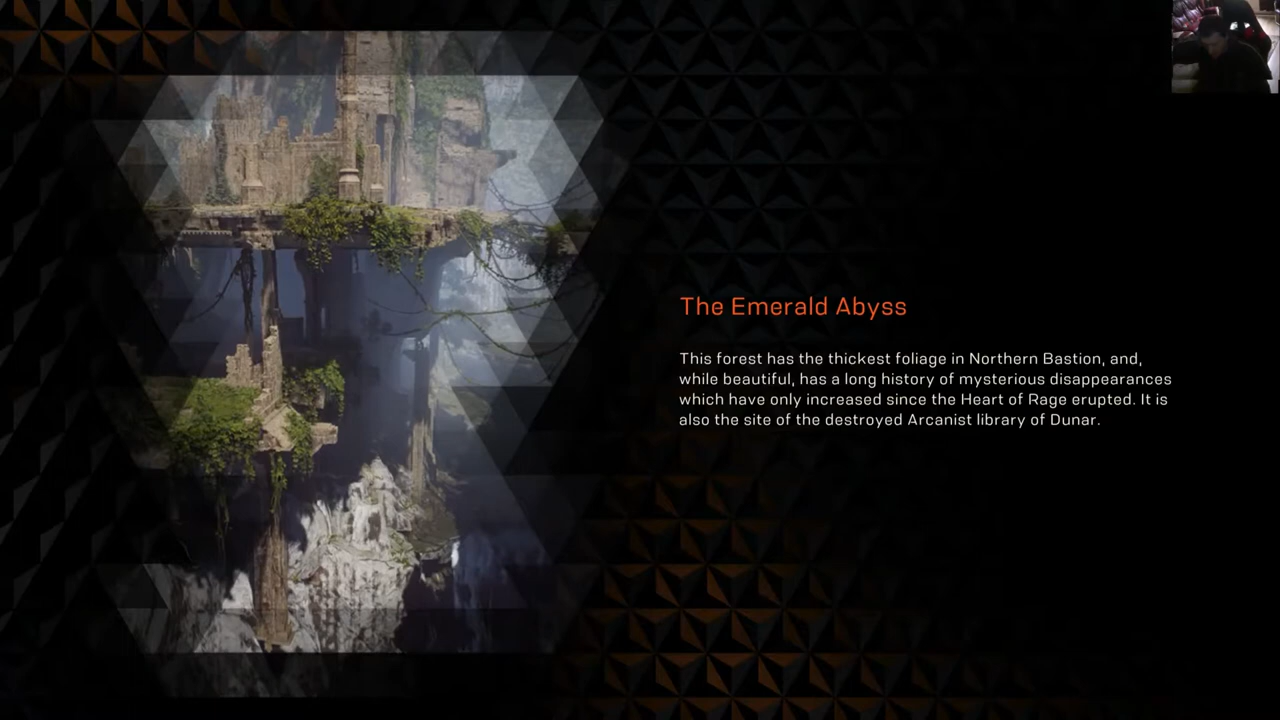 The Emerald Abyss
This forest has the thickest foliage in Northern Bastion, and,
while beautiful, has a long history of mysterious disappearances
which have only increased since the Heart of Rage erupted. It is
also the site of the destroyed Arcanist library of Dunar.